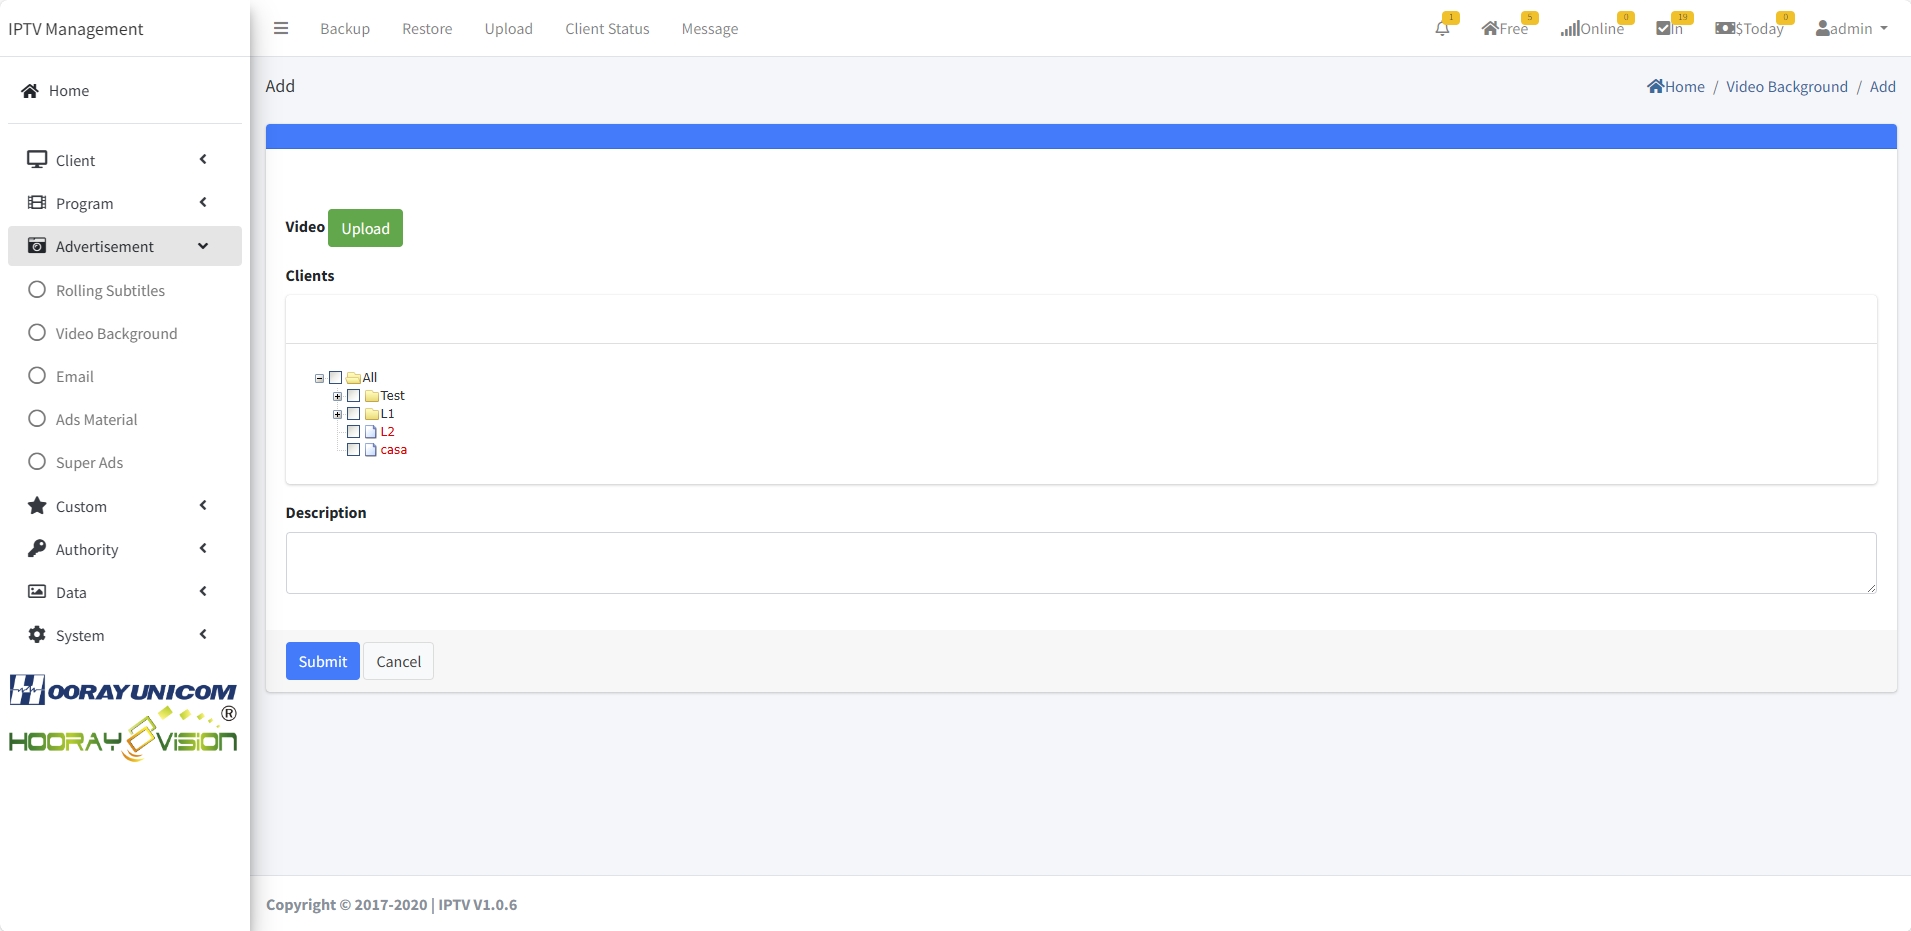 IPTV Management
Backup Restore Upload Client Status Message
1 Free 5 Online 0 In 19 $Today 0 admin
Home
Add
Home / Video Background / Add
Client
Program
Advertisement
Rolling Subtitles
Video Background
Email
Ads Material
Super Ads
Custom
Authority
Data
System
HOORAYUNICOM
®
HOORAY VISION
Video Upload
Clients
All
Test
L1
L2
casa
Description
Submit Cancel
Copyright © 2017-2020 | IPTV V1.0.6